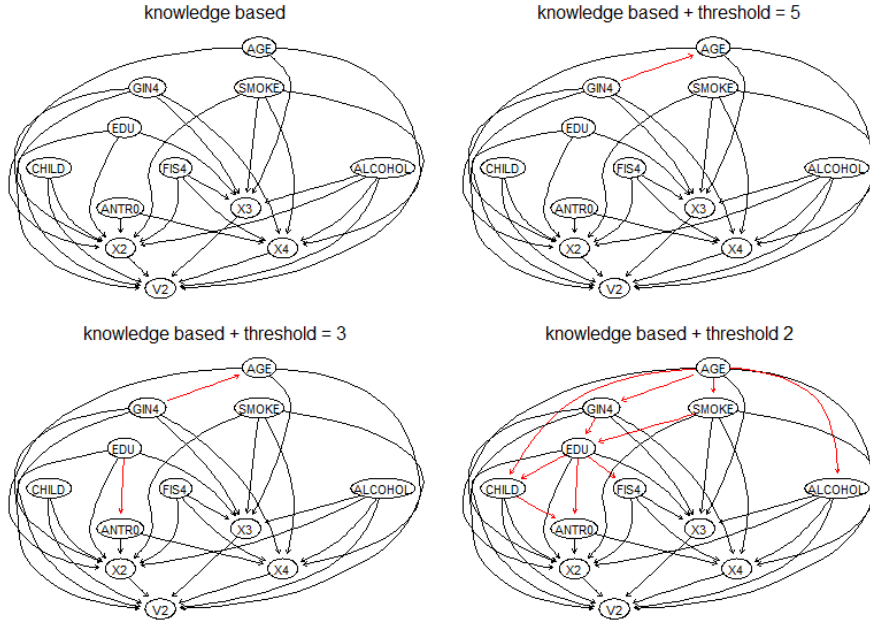 knowledge based
knowledge based + threshold = 5
AGE
GIN4
SMOKE
EDU
CHILD
FIS4
ALCOHOL
ANTR0
X3
X2
X4
V2
AGE
GIN4
SMOKE
EDU
CHILD
FIS4
ALCOHOL
ANTR0
X3
X2
X4
V2
knowledge based + threshold = 3
knowledge based + threshold 2
AGE
GIN4
SMOKE
EDU
CHILD
FIS4
ALCOHOL
ANTR0
X3
X2
X4
V2
AGE
GIN4
SMOKE
EDU
CHILD
FIS4
ALCOHOL
ANTR0
X3
X2
X4
V2